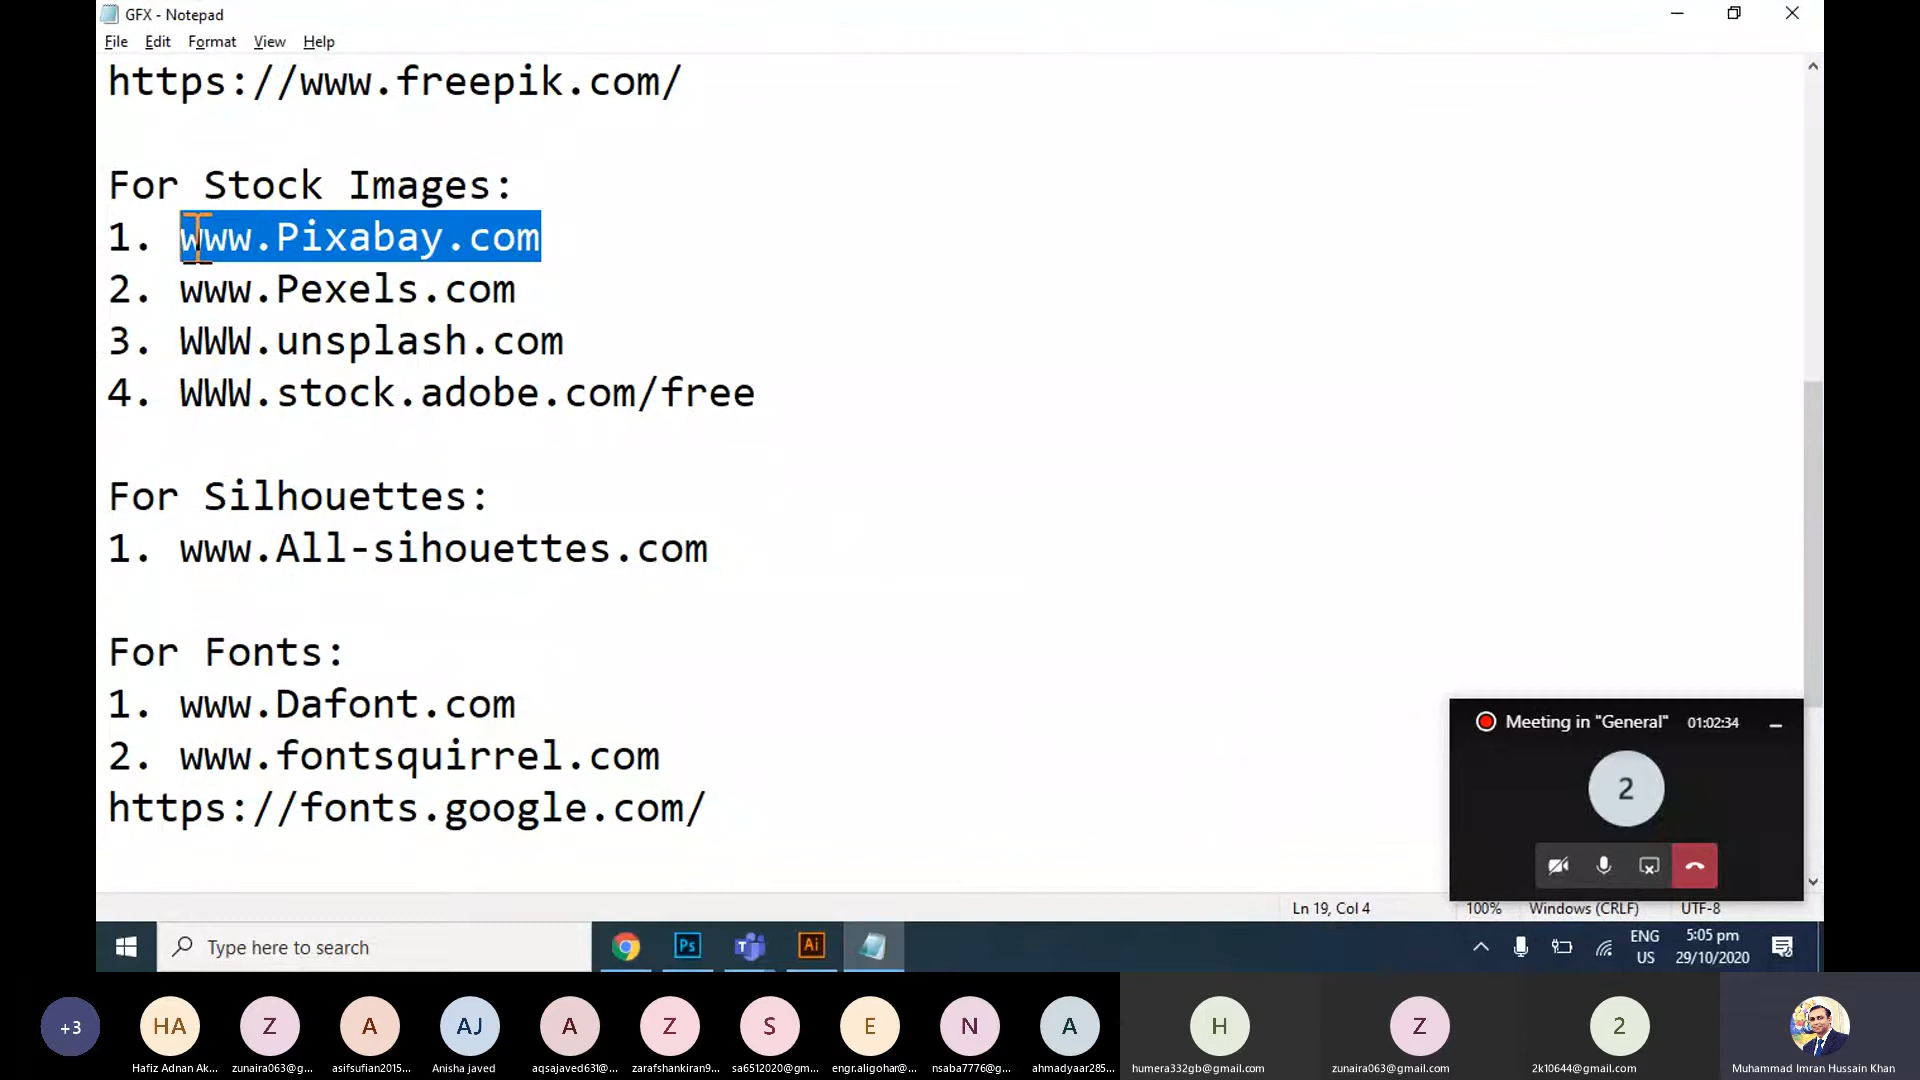 GFX - Notepad
File Edit Format View Help
https://www.freepik.com/
For Stock Images:
1. www.Pixabay.com
2. www.Pexels.com
3. WWW.unsplash.com
4. WWW.stock.adobe.com/free
For Silhouettes:
1. www.All-sihouettes.com
For Fonts:
1. www.Dafont.com
2. www.fontsquirrel.com
https://fonts.google.com/
Meeting in "General" 01:02:34
2
Ln 19, Col 4 100% Windows (CRLF) UTF-8
Type here to search
Ps
Ai
ENG
US
5:05 pm
29/10/2020
+3 HA Z A AJ A Z S E N A H Z 2
Hafiz Adnan Ak... zunaira063@g... asifsufian2015... Anisha javed aqsajaved631@... zarafshankiran9... sa6512020@gm... engr.aligohar@... nsaba7776@g... ahmadyaar285... humera332gb@gmail.com zunaira063@gmail.com 2k10644@gmail.com Muhammad Imran Hussain Khan